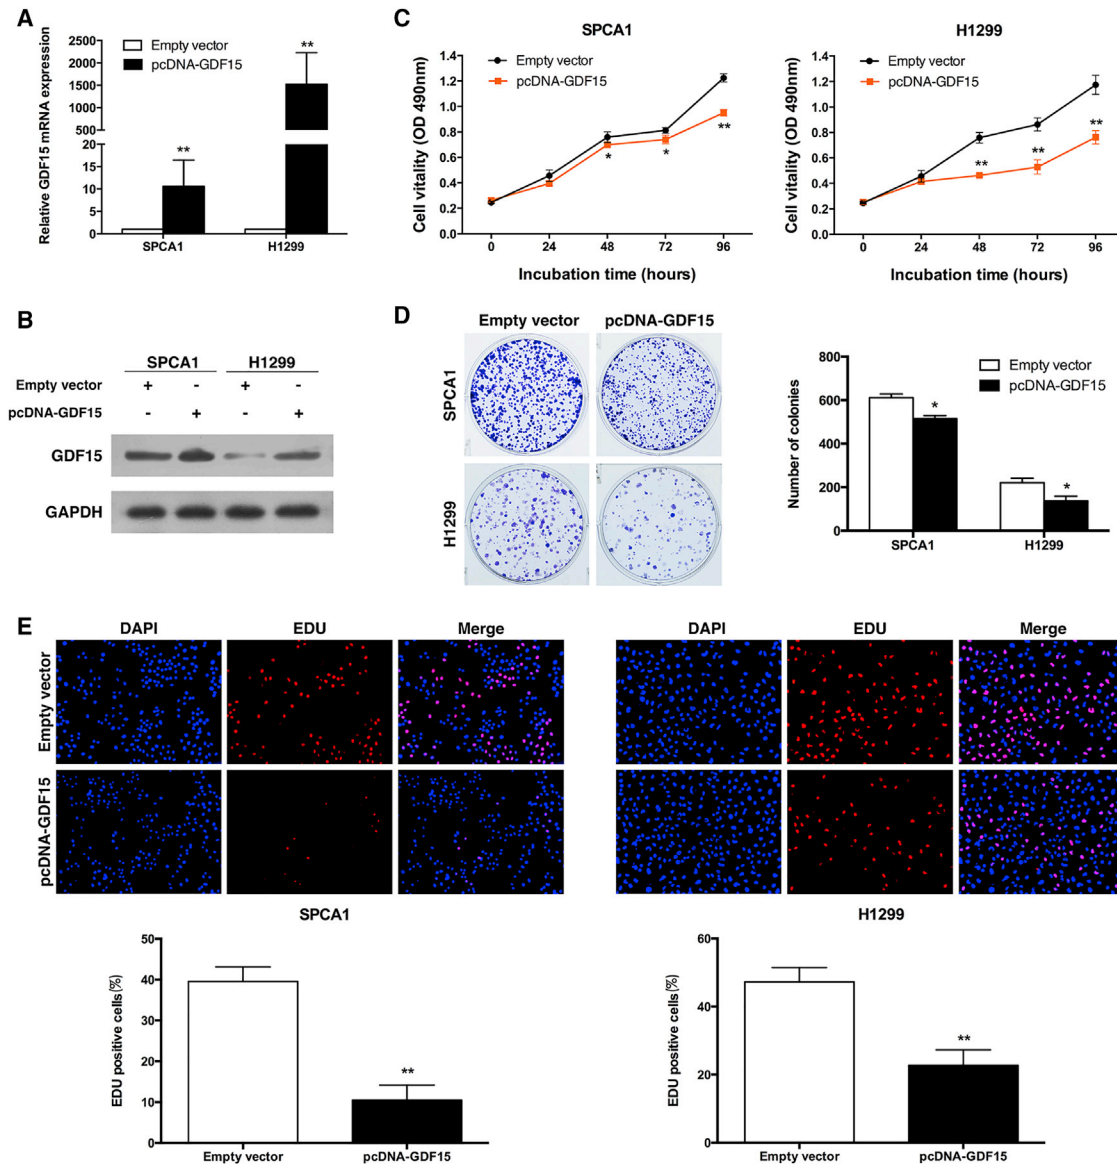 A
Relative GDF15 mRNA expression
Empty vector
pcDNA-GDF15
2500
2000
1500
1000
500
20
15
10
5
0
**
**
SPCA1
H1299
C
SPCA1
Cell vitality (OD 490nm)
Empty vector
pcDNA-GDF15
1.4
1.2
1.0
0.8
0.6
0.4
0.2
0.0
*
*
**
0 24 48 72 96
Incubation time (hours)
H1299
Cell vitality (OD 490nm)
Empty vector
pcDNA-GDF15
1.4
1.2
1.0
0.8
0.6
0.4
0.2
0.0
**
**
**
0 24 48 72 96
Incubation time (hours)
B
SPCA1 H1299
Empty vector + - + -
pcDNA-GDF15 - + - +
GDF15
GAPDH
D
Empty vector pcDNA-GDF15
SPCA1
H1299
Number of colonies
Empty vector
pcDNA-GDF15
800
600
400
200
0
*
*
SPCA1
H1299
E
DAPI EDU Merge
DAPI EDU Merge
Empty vector
pcDNA-GDF15
SPCA1
EDU positive cells(%)
50
40
30
20
10
0
**
Empty vector pcDNA-GDF15
H1299
EDU positive cells(%)
60
40
20
0
**
Empty vector pcDNA-GDF15